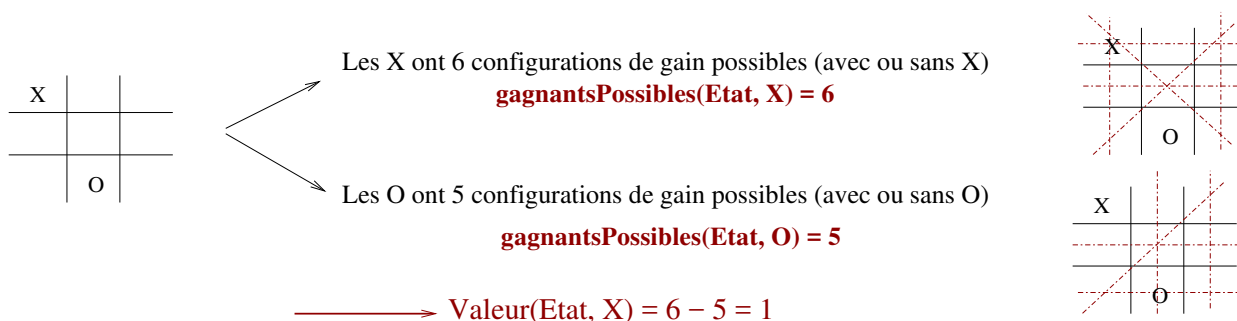 X
O
Les X ont 6 configurations de gain possibles (avec ou sans X)
gagnantsPossibles(Etat, X) = 6
X
O
Les O ont 5 configurations de gain possibles (avec ou sans O)
gagnantsPossibles(Etat, O) = 5
X
O
Valeur(Etat, X) = 6 − 5 = 1